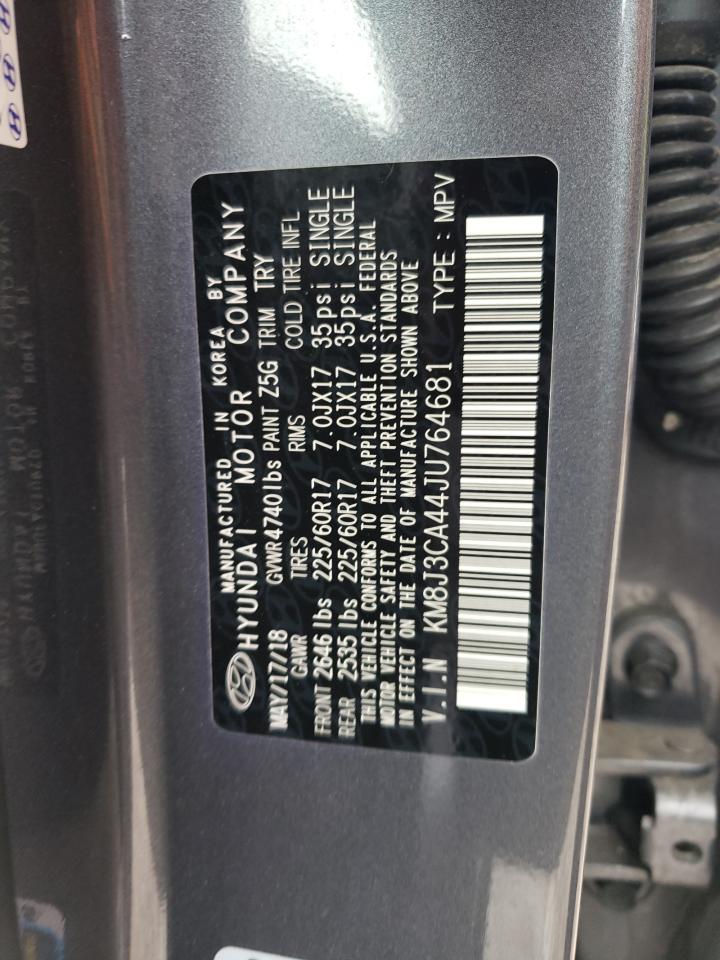 MANUFACTURED IN KOREA BY
HYUNDAI MOTOR COMPANY
MAY/17/18 GVWR4740lbs PAINT Z5G TRIM TRY
GAWR TIRES RIMS COLD TIRE INFL
FRONT 2646 lbs 225/60R17 7.0JX17 35psi SINGLE
REAR 2535 lbs 225/60R17 7.0JX17 35psi SINGLE
THIS VEHICLE CONFORMS TO ALL APPLICABLE U.S.A. FEDERAL
MOTOR VEHICLE SAFETY AND THEFT PREVENTION STANDARDS
IN EFFECT ON THE DATE OF MANUFACTURE SHOWN ABOVE
V.I.N KM8J3CA44JU764681 TYPE : MPV